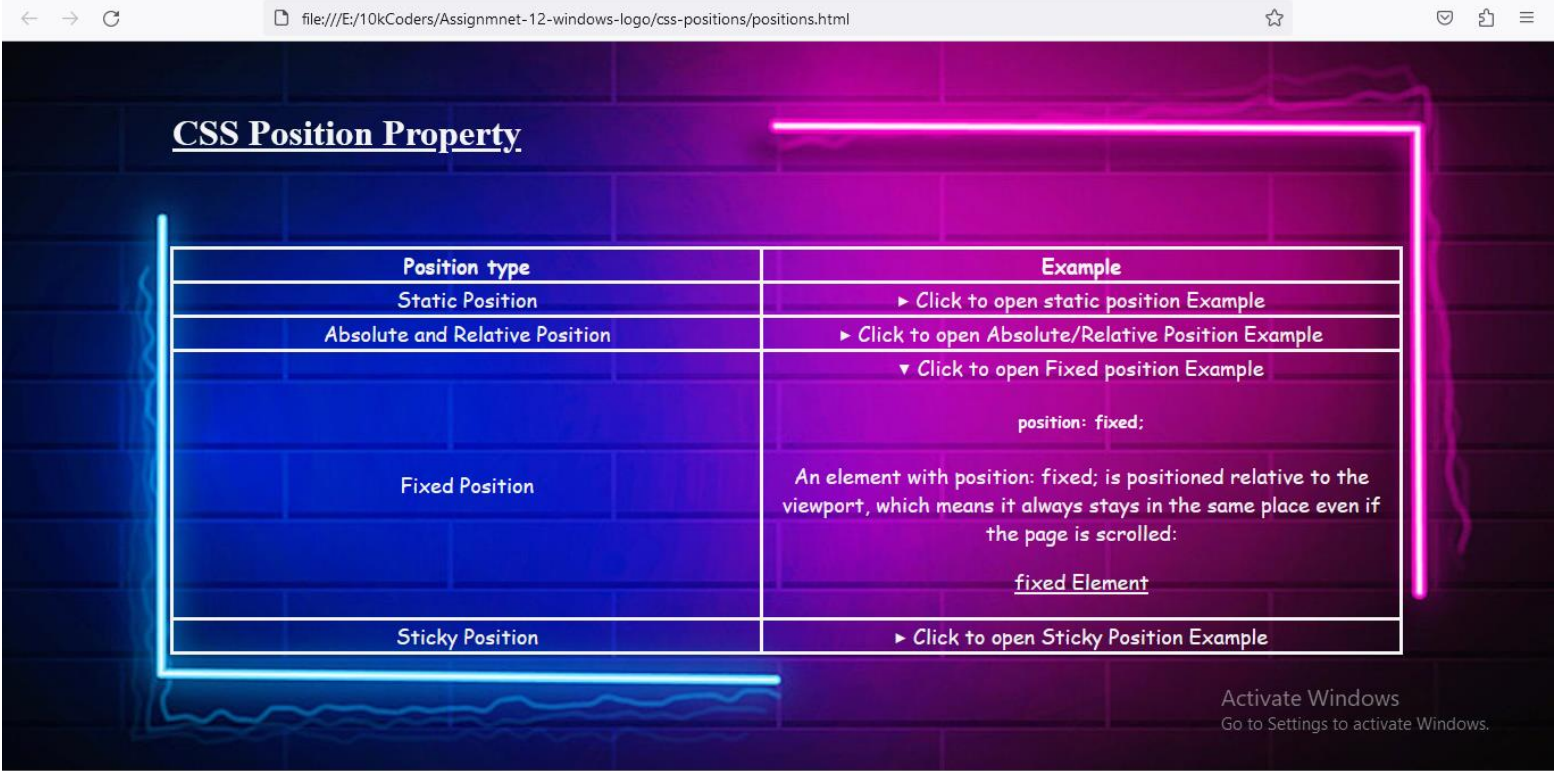 file:///E:/10kCoders/Assignmnet-12-windows-logo/css-positions/positions.html
CSS Position Property
Position type Example
Static Position ▸ Click to open static position Example
Absolute and Relative Position ▸ Click to open Absolute/Relative Position Example
▾ Click to open Fixed position Example
position: fixed;
Fixed Position
An element with position: fixed; is positioned relative to the
viewport, which means it always stays in the same place even if
the page is scrolled:
fixed Element
Sticky Position ▸ Click to open Sticky Position Example
Activate Windows
Go to Settings to activate Windows.